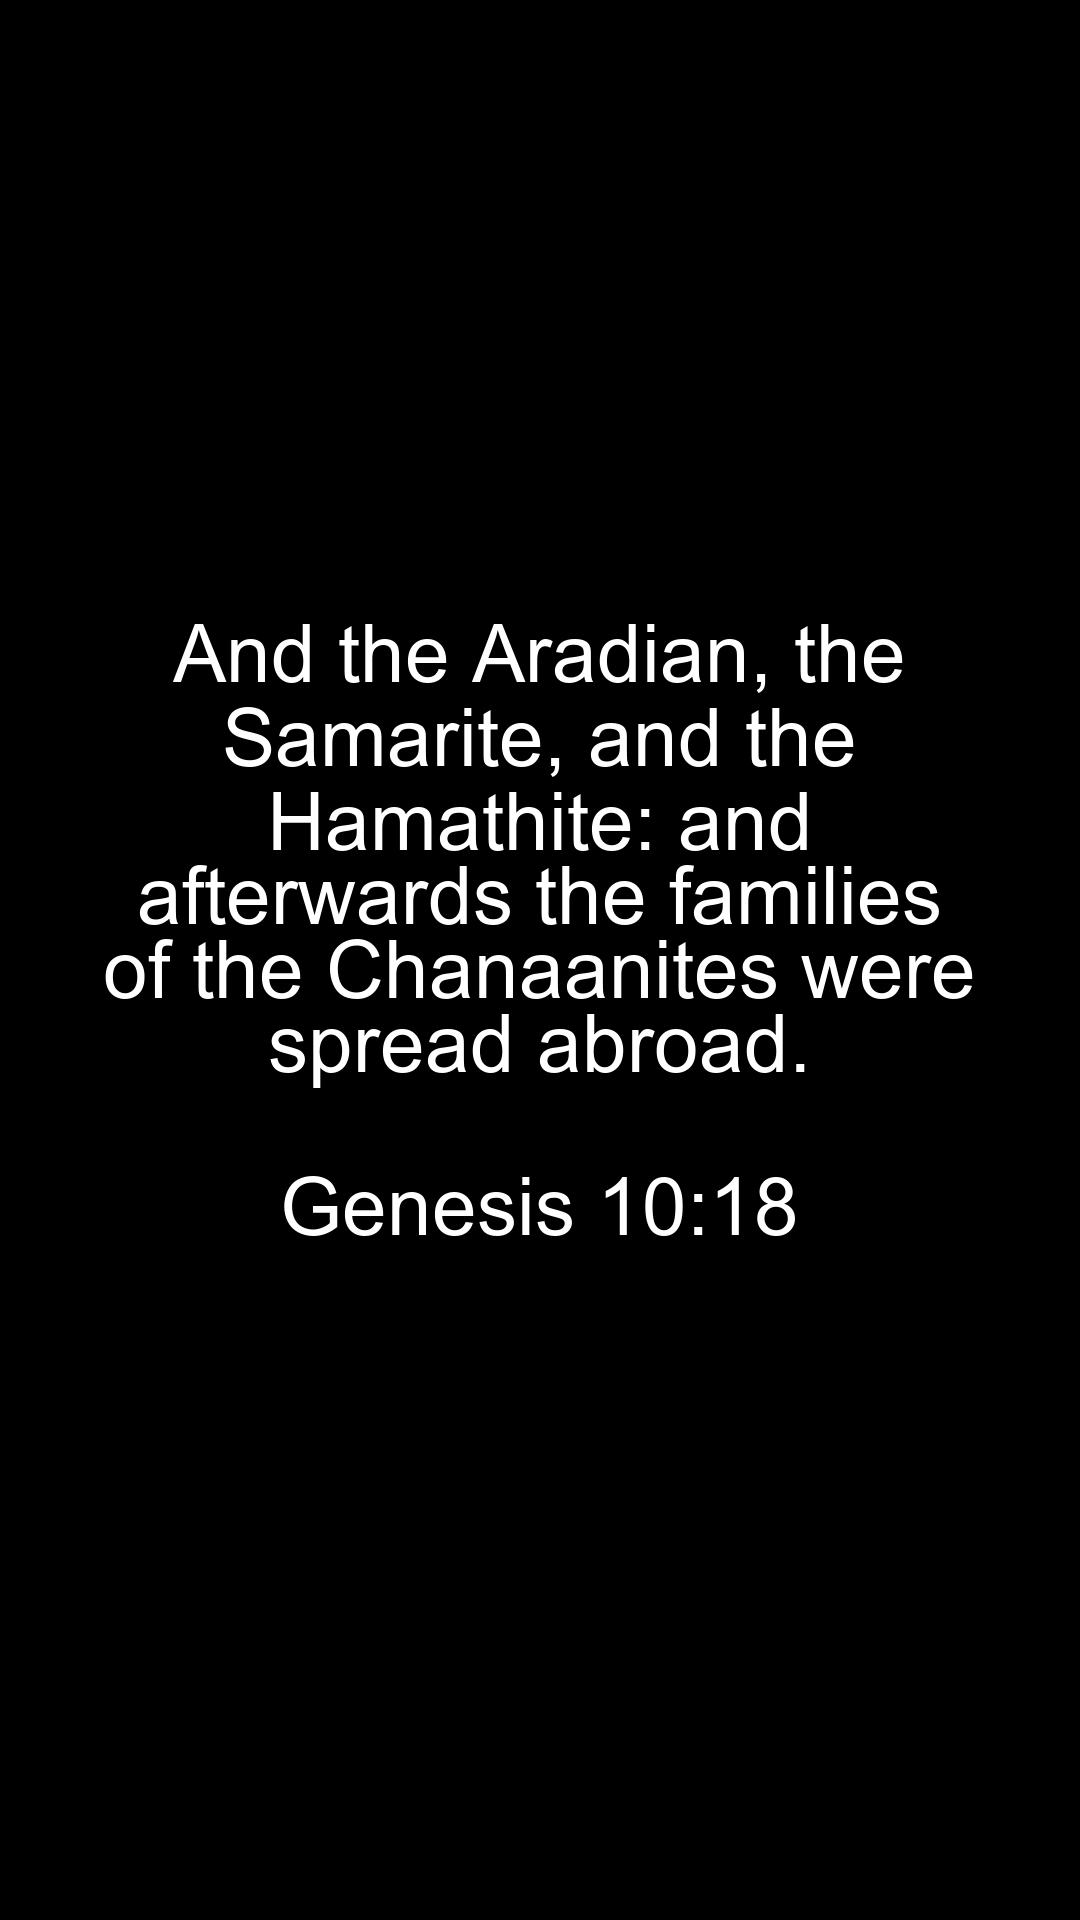 And the Aradian, the
Samarite, and the
Hamathite: and
afterwards the families
of the Chanaanites were
spread abroad.
Genesis 10:18